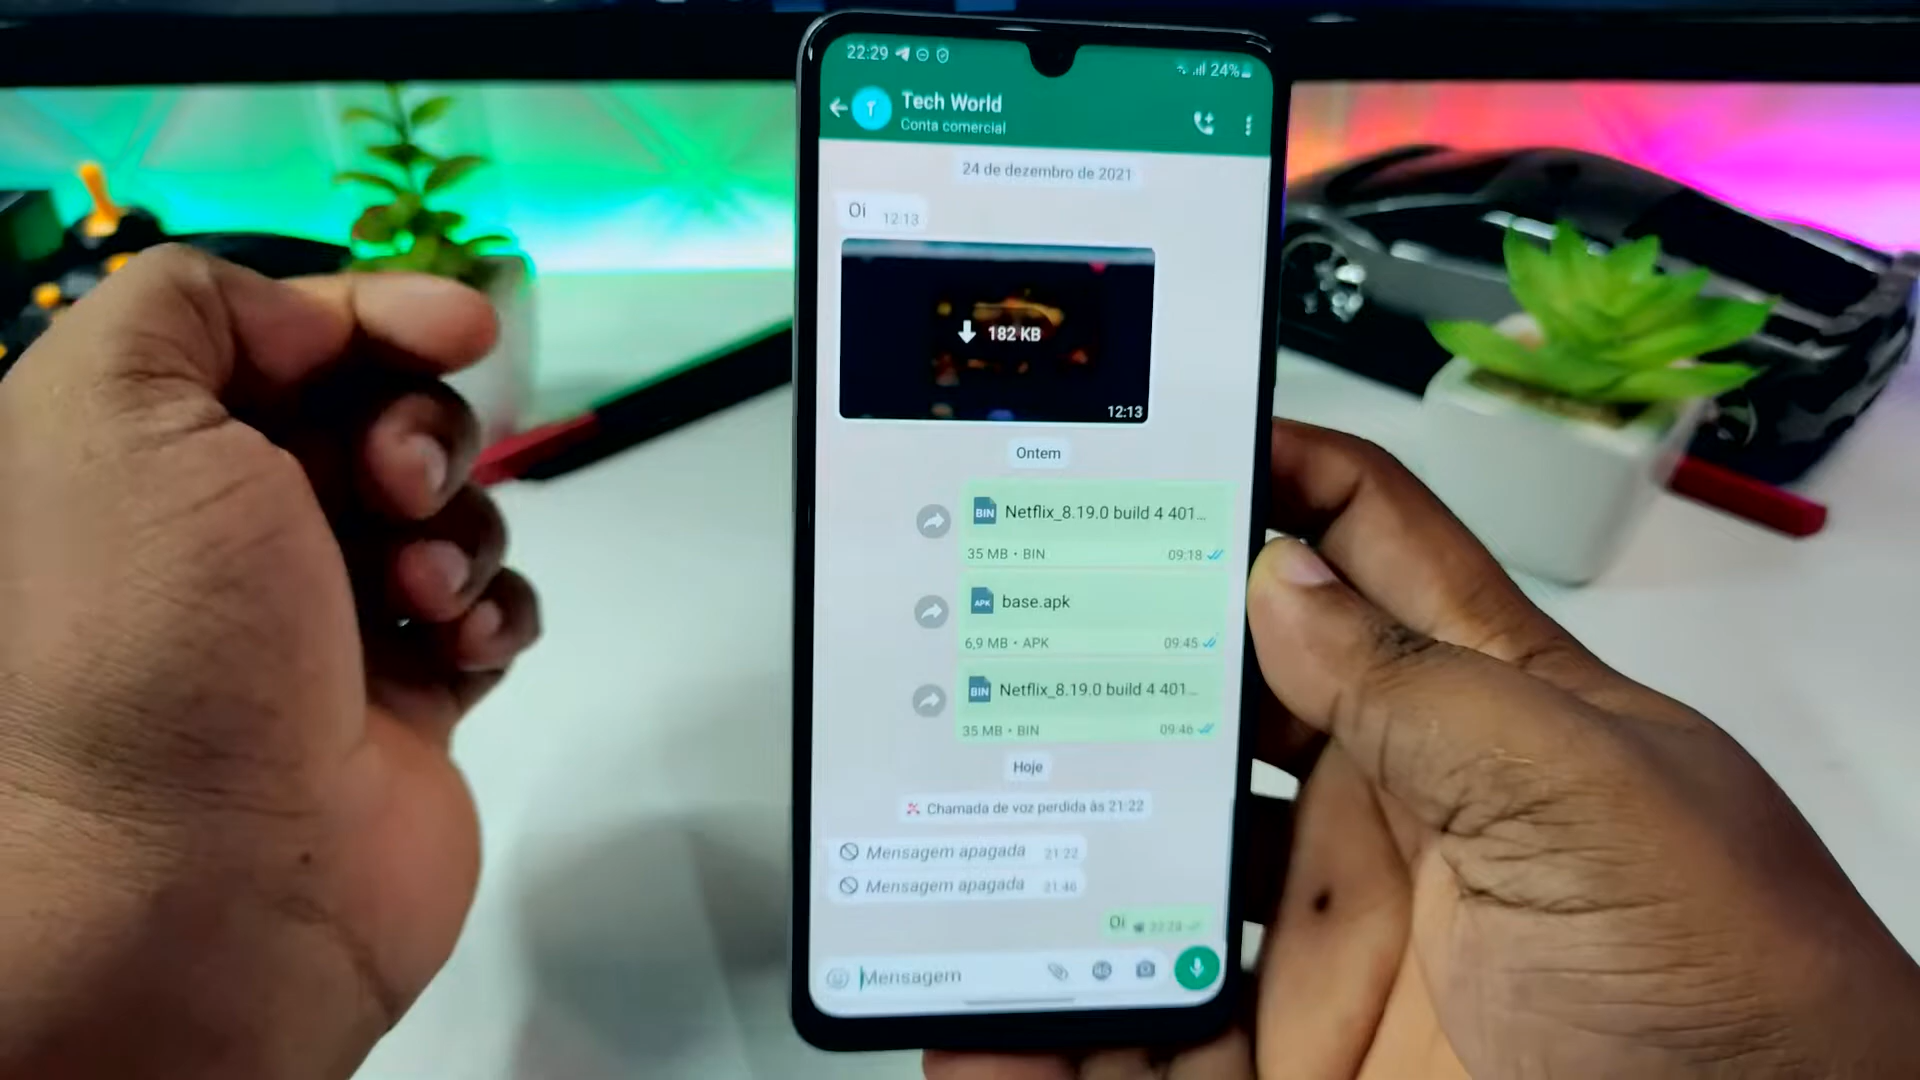 22:29
24%
T
Tech World
Conta comercial
24 de dezembro de 2021
Oi 12:13
182 KB
12:13
Ontem
BIN Netflix_8.19.0 build 4 401...
35 MB • BIN 09:18
APK base.apk
6,9 MB • APK 09:45
BIN Netflix_8.19.0 build 4 401...
35 MB • BIN 09:46
Hoje
Chamada de voz perdida às 21:22
Mensagem apagada 21:22
Mensagem apagada 21:46
Oi
Mensagem